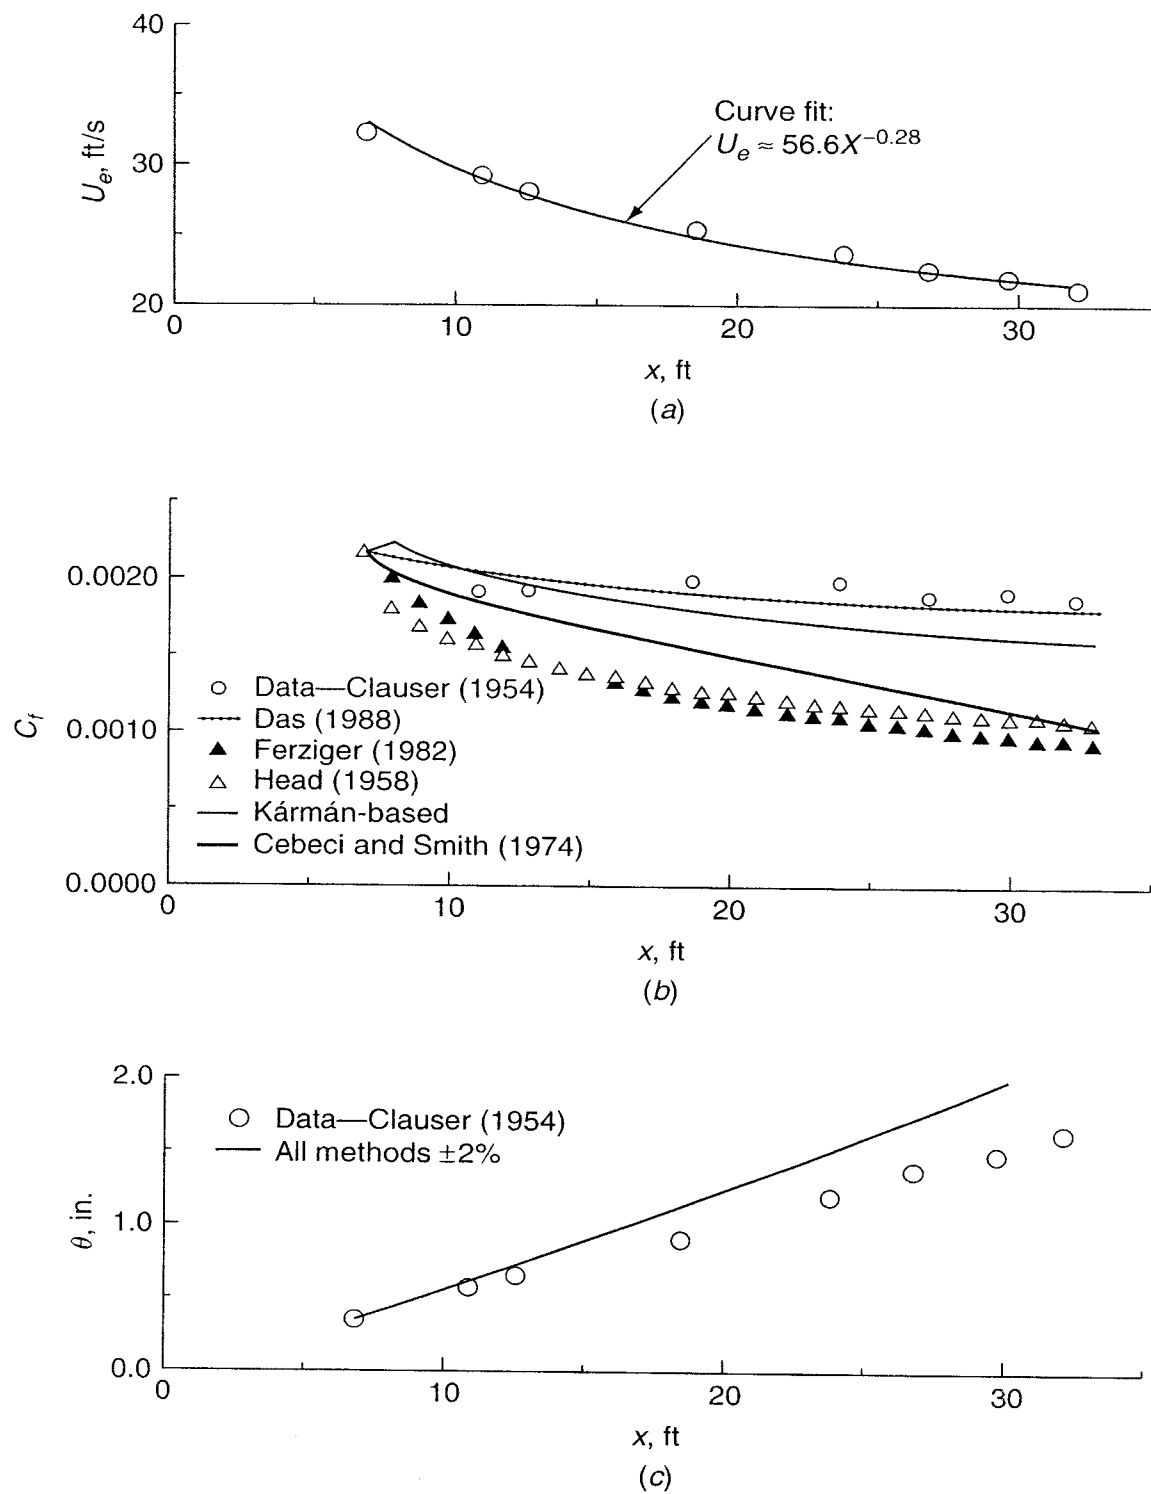 40
30
20
U_e, ft/s
Curve fit:
U_e ≈ 56.6X^−0.28
0 10 20 30
x, ft
(a)
0.0020
0.0010
0.0000
C_f
Data—Clauser (1954)
Das (1988)
Ferziger (1982)
Head (1958)
Kármán-based
Cebeci and Smith (1974)
0 10 20 30
x, ft
(b)
2.0
1.0
0.0
θ, in.
Data—Clauser (1954)
All methods ±2%
0 10 20 30
x, ft
(c)